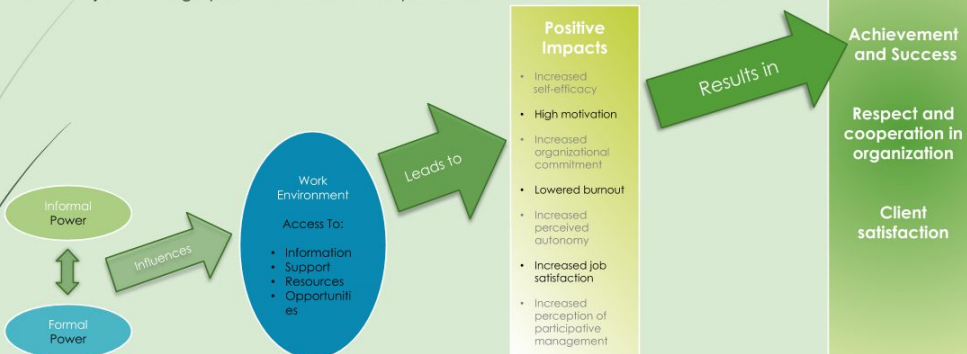 Informal
Power
Formal
Power
Influences
Work
Environment
Access To:
• Information
• Support
• Resources
• Opportuniti
es
Leads to
Positive
Impacts
• Increased
self-efficacy
• High motivation
• Increased
organizational
commitment
• Lowered burnout
• Increased
perceived
autonomy
• Increased job
satisfaction
• Increased
perception of
participative
management
Results in
Achievement
and Success
Respect and
cooperation in
organization
Client
satisfaction